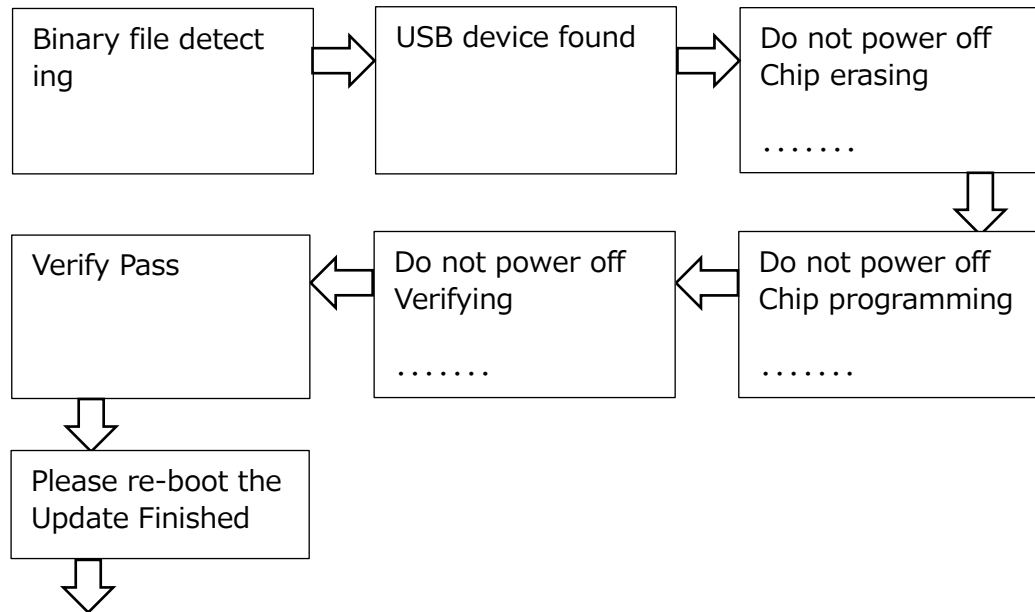 Binary file detect
ing
USB device found
Do not power off
Chip erasing
.......
Do not power off
Chip programming
.......
Do not power off
Verifying
.......
Verify Pass
Please re-boot the
Update Finished